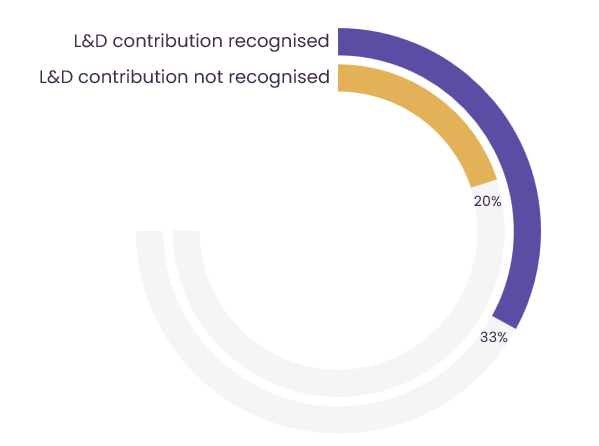 L&D contribution recognised
L&D contribution not recognised
20%
33%